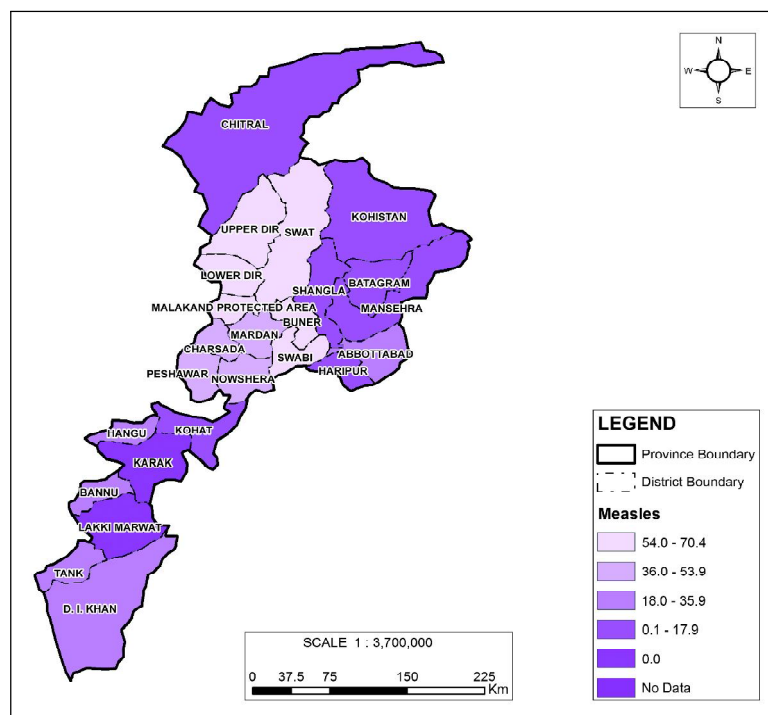 N
W E
S
CHITRAL
KOHISTAN
UPPER DIR
SWAT
LOWER DIR
BATAGRAM
SHANGLA
MALAKAND PROTECTED AREA
MANSEHRA
BUNER
MARDAN
CHARSADA
SWABI
ABBOTTABAD
PESHAWAR
NOWSHERA
HARIPUR
HANGU
KOHAT
KARAK
BANNU
LAKKI MARWAT
TANK
D. I. KHAN
LEGEND
Province Boundary
District Boundary
Measles
54.0 - 70.4
36.0 - 53.9
18.0 - 35.9
0.1 - 17.9
0.0
No Data
SCALE 1 : 3,700,000
0 37.5 75 150 225
Km